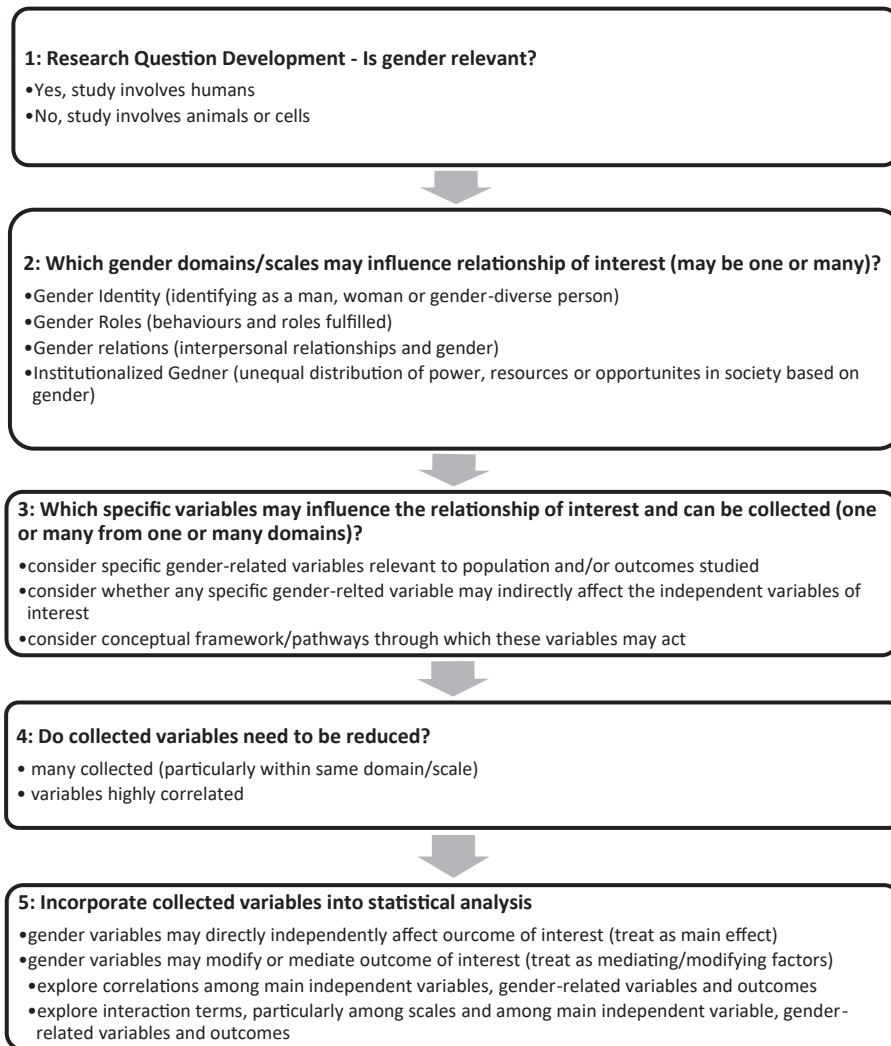 1: Research Question Development - Is gender relevant?
•Yes, study involves humans
•No, study involves animals or cells
2: Which gender domains/scales may influence relationship of interest (may be one or many)?
•Gender Identity (identifying as a man, woman or gender-diverse person)
•Gender Roles (behaviours and roles fulfilled)
•Gender relations (interpersonal relationships and gender)
•Institutionalized Gedner (unequal distribution of power, resources or opportunites in society based on
gender)
3: Which specific variables may influence the relationship of interest and can be collected (one
or many from one or many domains)?
•consider specific gender-related variables relevant to population and/or outcomes studied
•consider whether any specific gender-relted variable may indirectly affect the independent variables of
interest
•consider conceptual framework/pathways through which these variables may act
4: Do collected variables need to be reduced?
• many collected (particularly within same domain/scale)
• variables highly correlated
5: Incorporate collected variables into statistical analysis
•gender variables may directly independently affect ourcome of interest (treat as main effect)
•gender variables may modify or mediate outcome of interest (treat as mediating/modifying factors)
•explore correlations among main independent variables, gender-related variables and outcomes
•explore interaction terms, particularly among scales and among main independent variable, gender-
related variables and outcomes